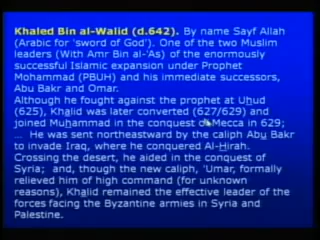 Khaled Bin al-Walid (d.642). By name Sayf Allah
(Arabic for 'sword of God'). One of the two Muslim
leaders (With Amr Bin al-'As) of the enormously
successful Islamic expansion under Prophet
Mohammad (PBUH) and his immediate successors,
Abu Bakr and Omar.
Although he fought against the prophet at Uhud
(625), Khalid was later converted (627/629) and
joined Muhammad in the conquest of Mecca in 629;
… He was sent northeastward by the caliph Abu Bakr
to invade Iraq, where he conquered Al-Hirah.
Crossing the desert, he aided in the conquest of
Syria; and, though the new caliph, 'Umar, formally
relieved him of high command (for unknown
reasons), Khalid remained the effective leader of the
forces facing the Byzantine armies in Syria and
Palestine.